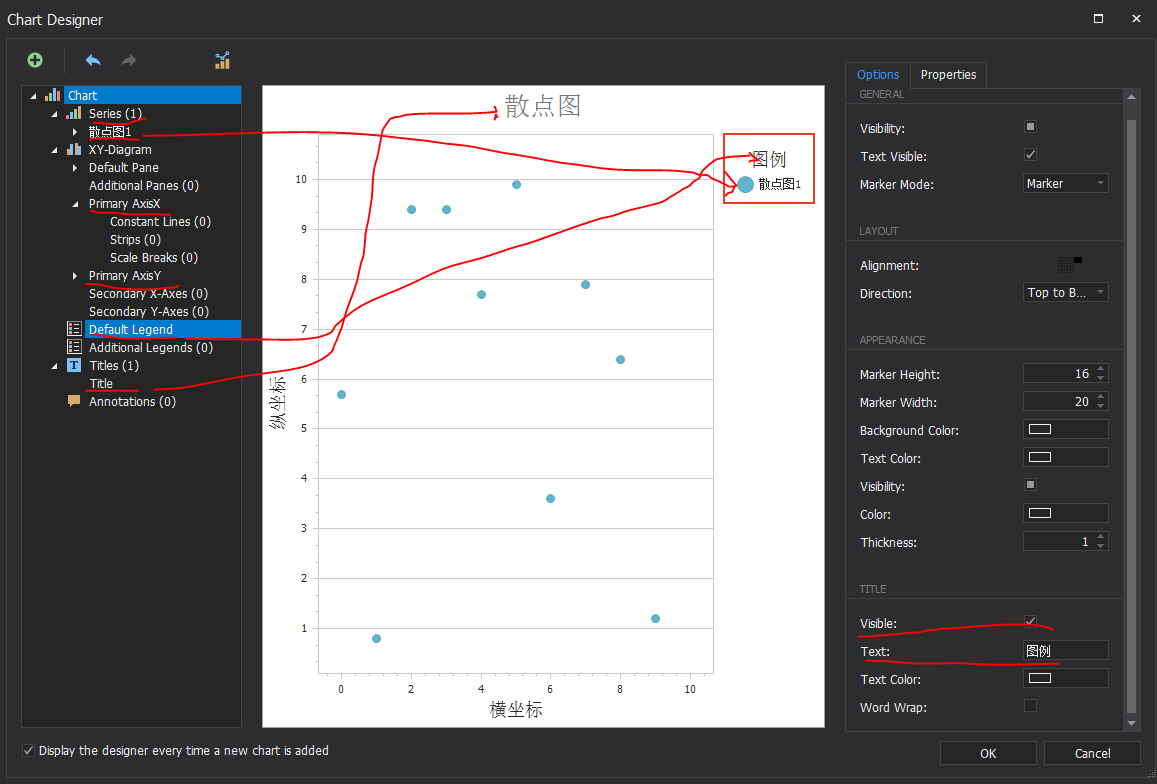 Chart Designer
Chart
Series (1)
散点图1
XY-Diagram
Default Pane
Additional Panes (0)
Primary AxisX
Constant Lines (0)
Strips (0)
Scale Breaks (0)
Primary AxisY
Secondary X-Axes (0)
Secondary Y-Axes (0)
Default Legend
Additional Legends (0)
T Titles (1)
Title
Annotations (0)
散点图
图例
散点图1
纵坐标
10
9
8
7
6
5
4
3
2
1
0 2 4 6 8 10
横坐标
Options Properties
GENERAL
Visibility:
Text Visible:
Marker Mode: Marker
LAYOUT
Alignment:
Direction: Top to B...
APPEARANCE
Marker Height: 16
Marker Width: 20
Background Color:
Text Color:
Visibility:
Color:
Thickness: 1
TITLE
Visible:
Text: 图例
Text Color:
Word Wrap:
Display the designer every time a new chart is added
OK Cancel